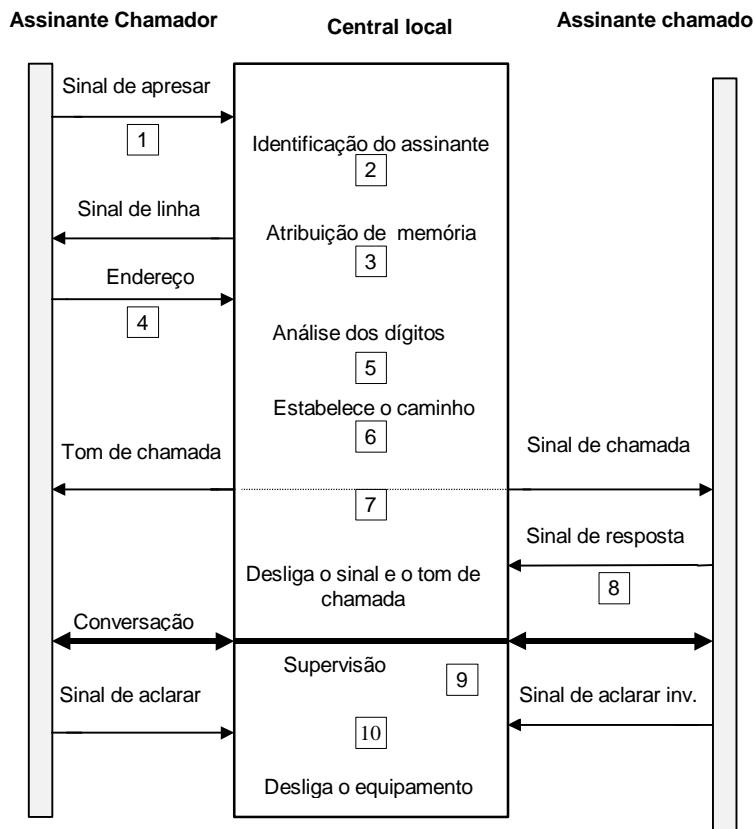 Assinante Chamador
Central local
Assinante chamado
Sinal de apresar
1
Identificação do assinante
2
Sinal de linha
Atribuição de memória
3
Endereço
4
Análise dos dígitos
5
Estabelece o caminho
6
Tom de chamada
Sinal de chamada
7
Sinal de resposta
8
Desliga o sinal e o tom de
chamada
Conversação
Supervisão
9
Sinal de aclarar
Sinal de aclarar inv.
10
Desliga o equipamento